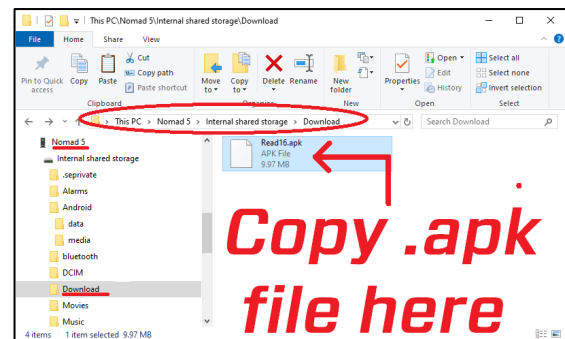 This PC\Nomad 5\Internal shared storage\Download
File Home Share View
Pin to Quick access
Copy
Paste
Cut
Copy path
Paste shortcut
Move to
Copy to
Delete
Rename
New folder
Properties
Open
Edit
History
Select all
Select none
Invert selection
Clipboard
Organize
New
Open
Select
This PC > Nomad 5 > Internal shared storage > Download
Search Down
Nomad 5
Internal shared storage
.seprivate
Alarms
Android
data
media
bluetooth
DCIM
Download
Movies
Music
Read16.apk
APK File
9.97 MB
Copy .apk
file here
4 items 1 item selected 9.97 MB